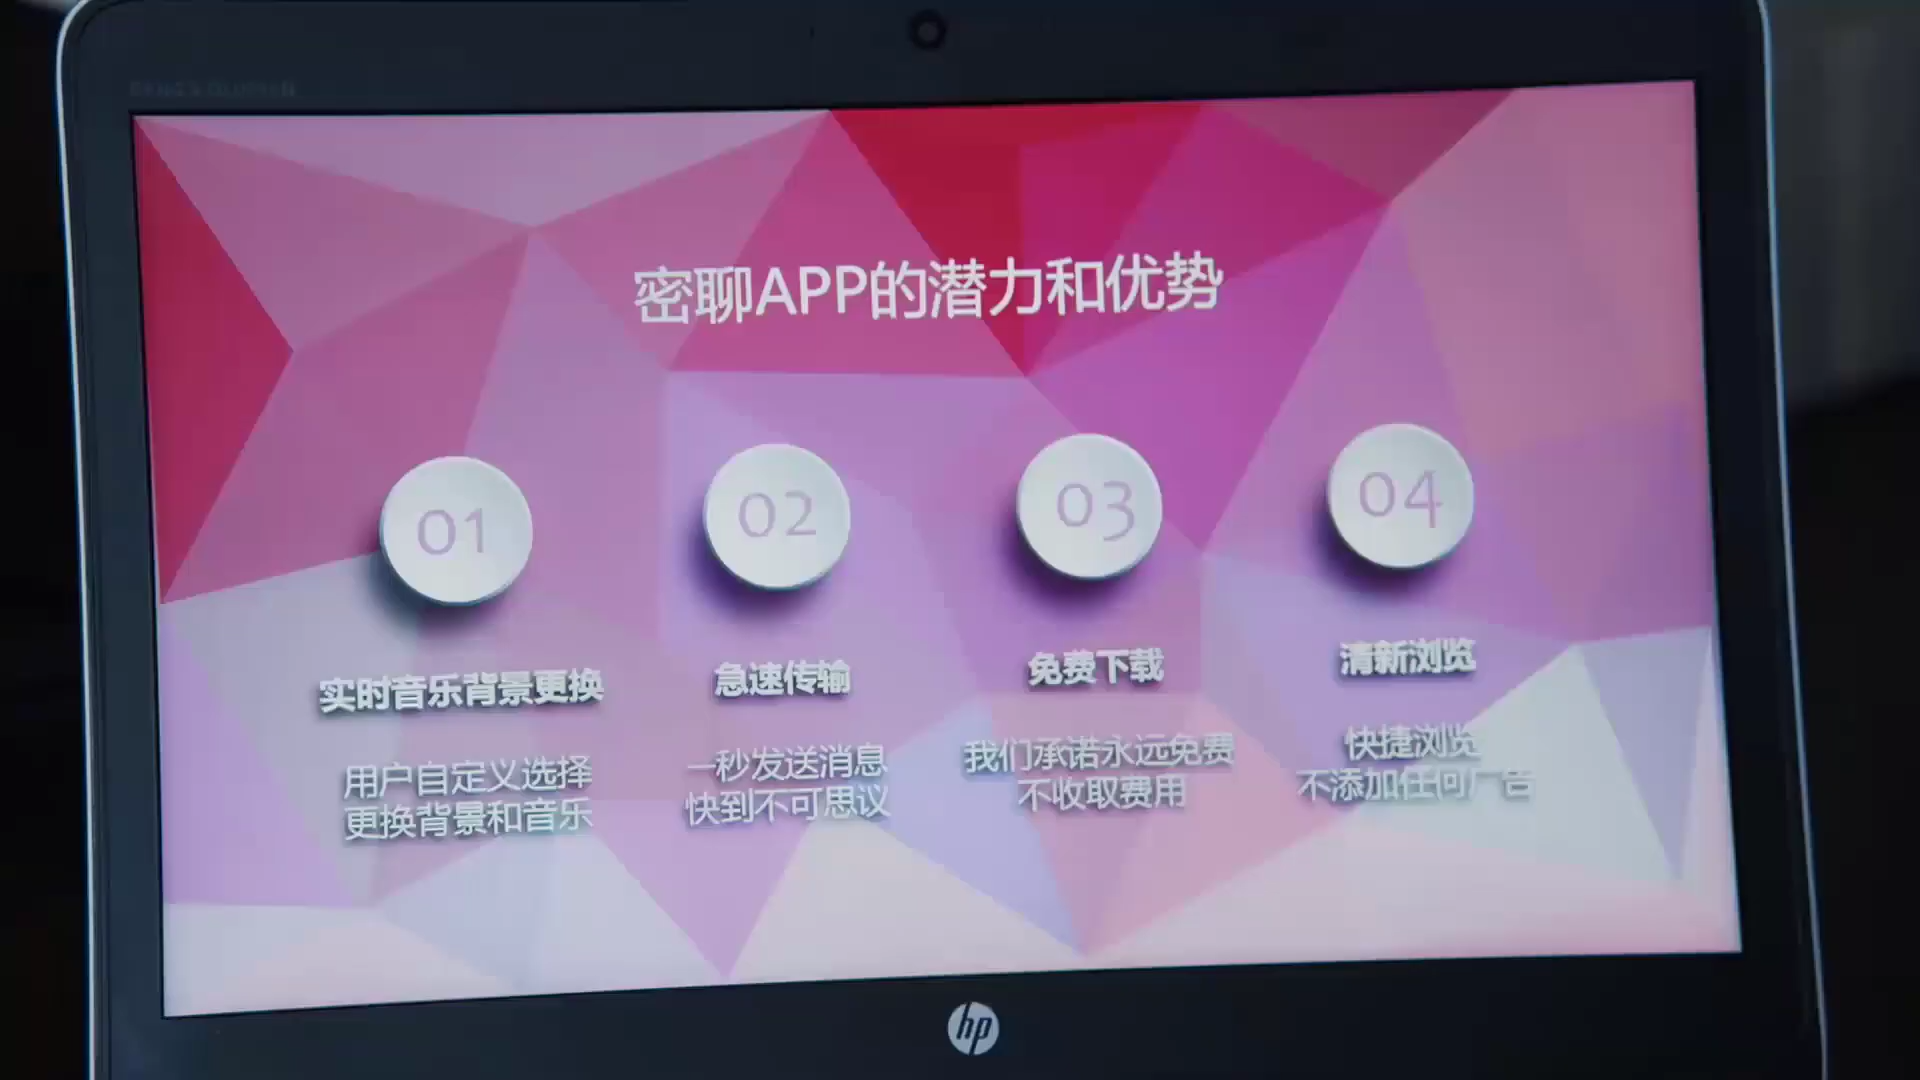 密聊APP的潜力和优势
01
02
03
04
实时音乐背景更换
急速传输
免费下载
清新浏览
用户自定义选择
更换背景和音乐
一秒发送消息
快到不可思议
我们承诺永远免费
不收取费用
快捷浏览
不添加任何广告
hp